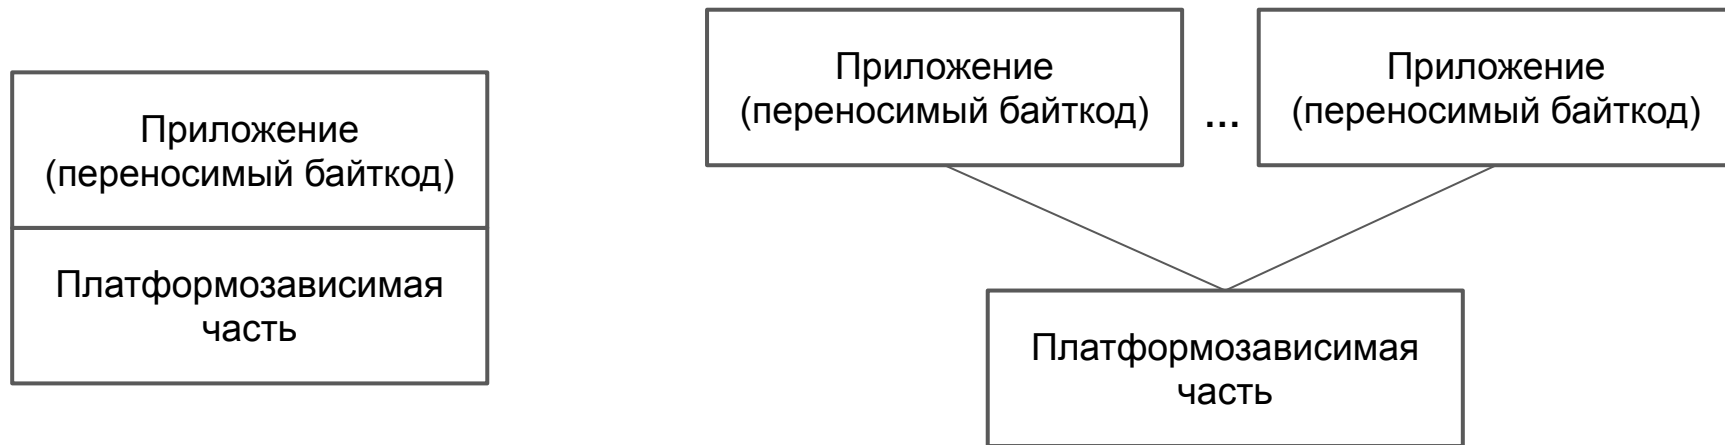 Приложение
(переносимый байткод)
Платформозависимая
часть
Приложение
(переносимый байткод)
...
Приложение
(переносимый байткод)
Платформозависимая
часть